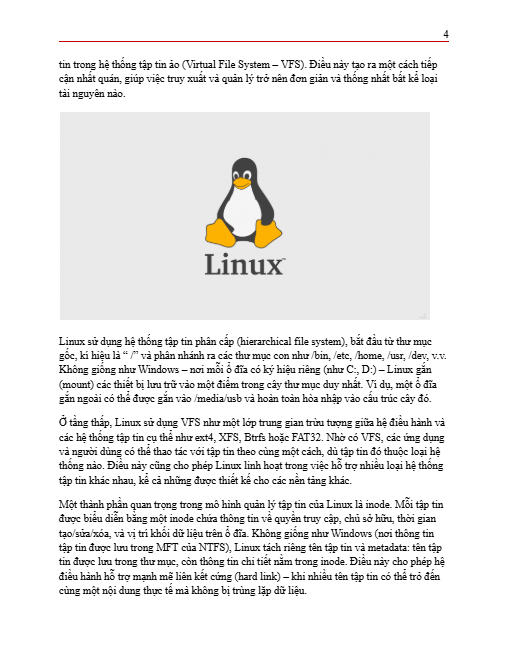 4
tin trong hệ thống tập tin ảo (Virtual File System – VFS). Điều này tạo ra một cách tiếp
cận nhất quán, giúp việc truy xuất và quản lý trở nên đơn giản và thống nhất bất kể loại
tài nguyên nào.
Linux
Linux sử dụng hệ thống tập tin phân cấp (hierarchical file system), bắt đầu từ thư mục
gốc, kí hiệu là “ /” và phân nhánh ra các thư mục con như /bin, /etc, /home, /usr, /dev, v.v.
Không giống như Windows – nơi mỗi ổ đĩa có ký hiệu riêng (như C:, D:) – Linux gắn
(mount) các thiết bị lưu trữ vào một điểm trong cây thư mục duy nhất. Ví dụ, một ổ đĩa
gắn ngoài có thể được gắn vào /media/usb và hoàn toàn hòa nhập vào cấu trúc cây đó.
Ở tầng thấp, Linux sử dụng VFS như một lớp trung gian trừu tượng giữa hệ điều hành và
các hệ thống tập tin cụ thể như ext4, XFS, Btrfs hoặc FAT32. Nhờ có VFS, các ứng dụng
và người dùng có thể thao tác với tập tin theo cùng một cách, dù tập tin đó thuộc loại hệ
thống nào. Điều này cũng cho phép Linux linh hoạt trong việc hỗ trợ nhiều loại hệ thống
tập tin khác nhau, kể cả những được thiết kế cho các nền tảng khác.
Một thành phần quan trọng trong mô hình quản lý tập tin của Linux là inode. Mỗi tập tin
được biểu diễn bằng một inode chứa thông tin về quyền truy cập, chủ sở hữu, thời gian
tạo/sửa/xóa, và vị trí khối dữ liệu trên ổ đĩa. Không giống như Windows (nơi thông tin
tập tin được lưu trong MFT của NTFS), Linux tách riêng tên tập tin và metadata: tên tập
tin được lưu trong thư mục, còn thông tin chi tiết nằm trong inode. Điều này cho phép hệ
điều hành hỗ trợ mạnh mẽ liên kết cứng (hard link) – khi nhiều tên tập tin có thể trỏ đến
cùng một nội dung thực tế mà không bị trùng lặp dữ liệu.